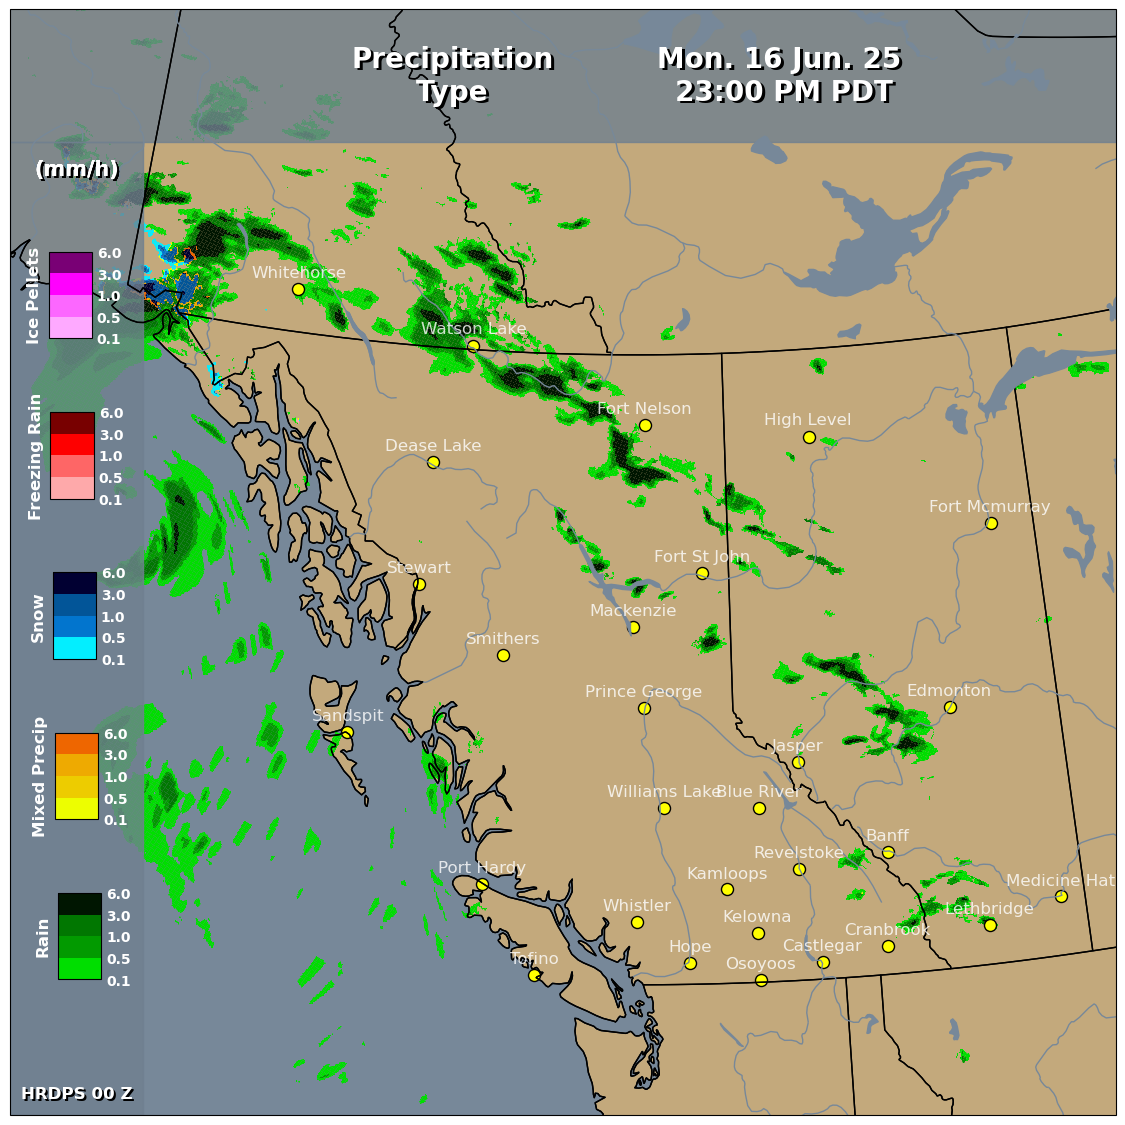 Precipitation
Type
Mon. 16 Jun. 25
23:00 PM PDT
(mm/h)
Ice Pellets
6.0
3.0
1.0
0.5
0.1
Freezing Rain
6.0
3.0
1.0
0.5
0.1
Snow
6.0
3.0
1.0
0.5
0.1
Mixed Precip
6.0
3.0
1.0
0.5
0.1
Rain
6.0
3.0
1.0
0.5
0.1
HRDPS 00 Z
Whitehorse
Watson Lake
Fort Nelson
High Level
Dease Lake
Fort Mcmurray
Fort St John
Stewart
Mackenzie
Smithers
Prince George
Edmonton
Sandspit
Jasper
Williams Lake
Blue River
Banff
Revelstoke
Port Hardy
Kamloops
Medicine Hat
Whistler
Kelowna
Lethbridge
Cranbrook
Hope
Castlegar
Tofino
Osoyoos